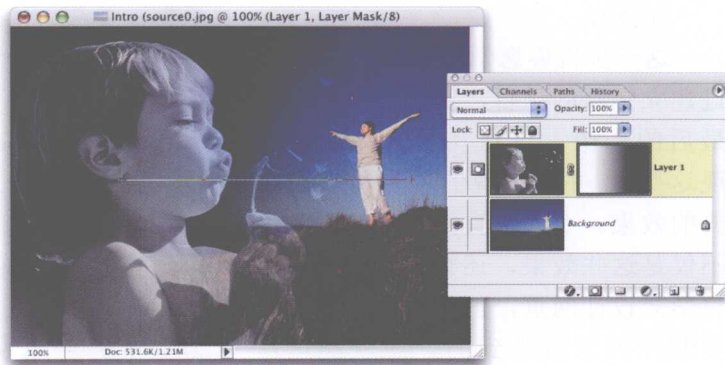 Intro (source0.jpg @ 100% (Layer 1, Layer Mask/8)
Layers Channels Paths History
Normal Opacity: 100%
Lock: Fill: 100%
Layer 1
Background
100% Doc: 531.6K/1.21M